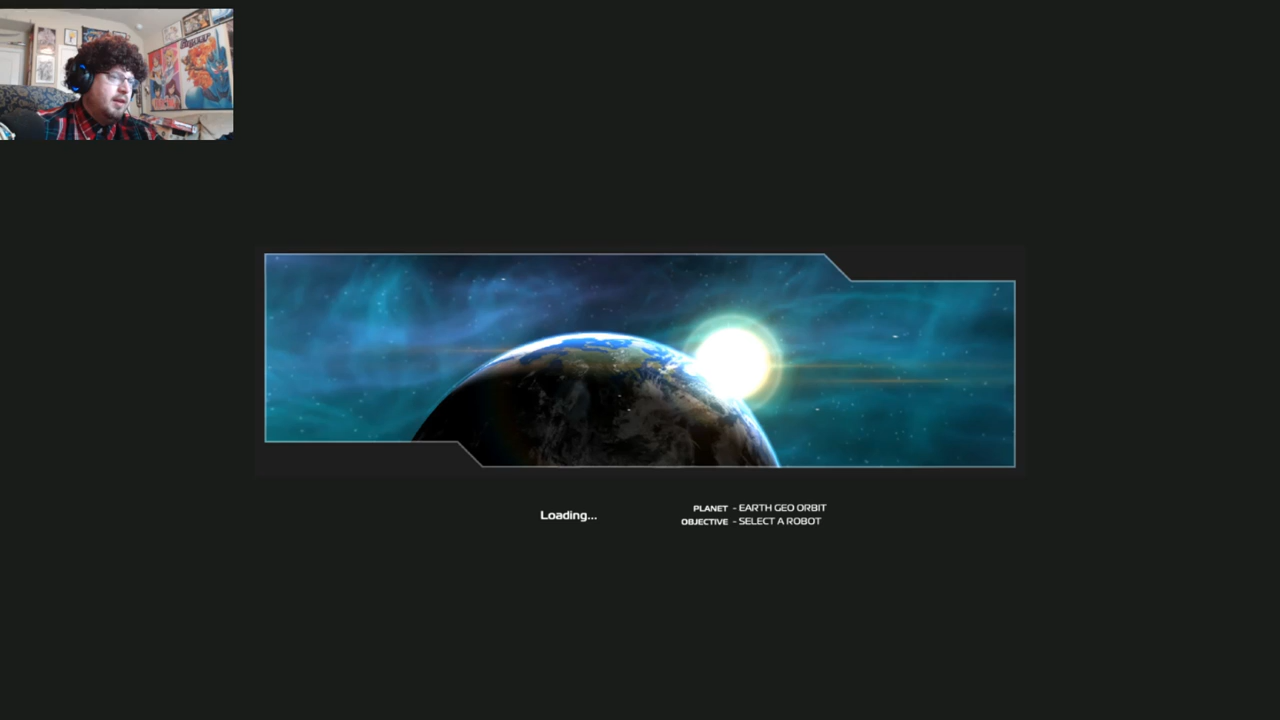 Loading...
PLANET - EARTH GEO ORBIT
OBJECTIVE - SELECT A ROBOT